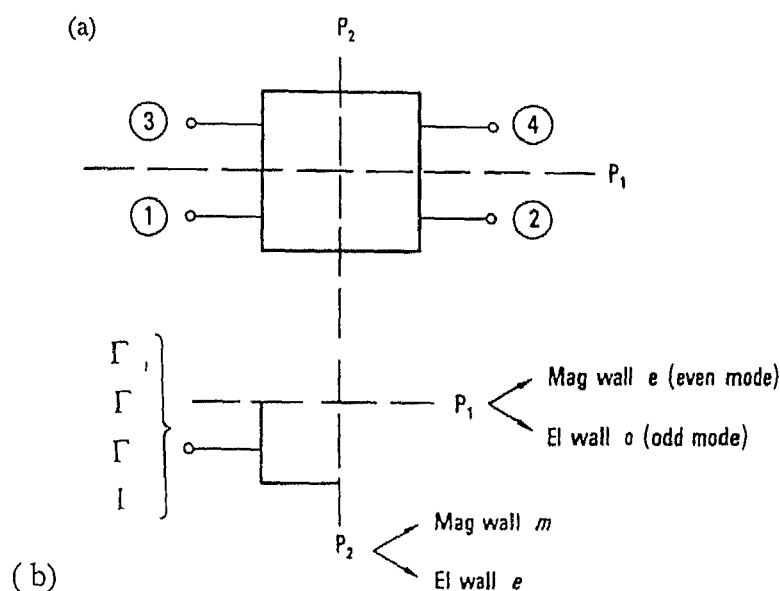 (a)
P₂
③ ④
P₁
① ②
Γ
Γ
Γ
P₁
Mag wall e (even mode)
El wall o (odd mode)
P₂
Mag wall m
El wall e
(b)